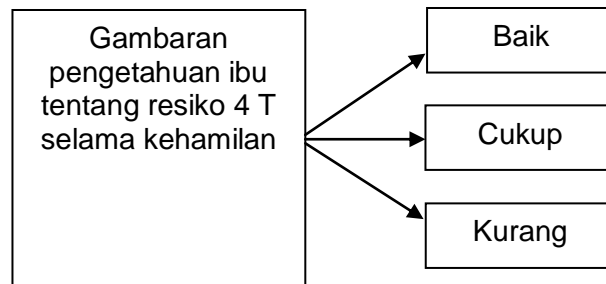 Gambaran
pengetahuan ibu
tentang resiko 4 T
selama kehamilan
Baik
Cukup
Kurang